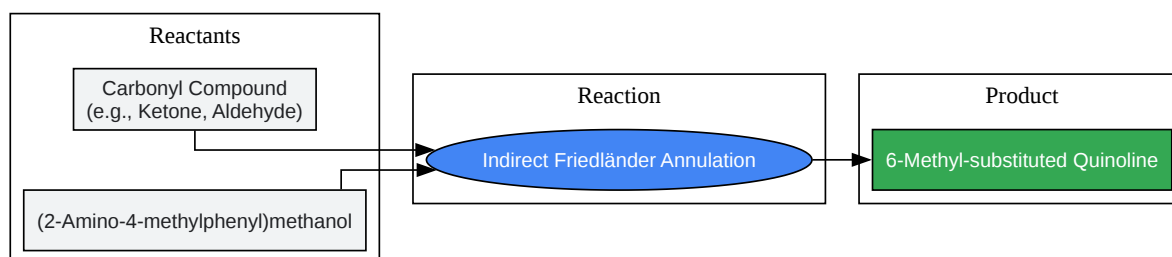 Reactants
Carbonyl Compound
(e.g., Ketone, Aldehyde)
(2-Amino-4-methylphenyl)methanol
Reaction
Indirect Friedländer Annulation
Product
6-Methyl-substituted Quinoline